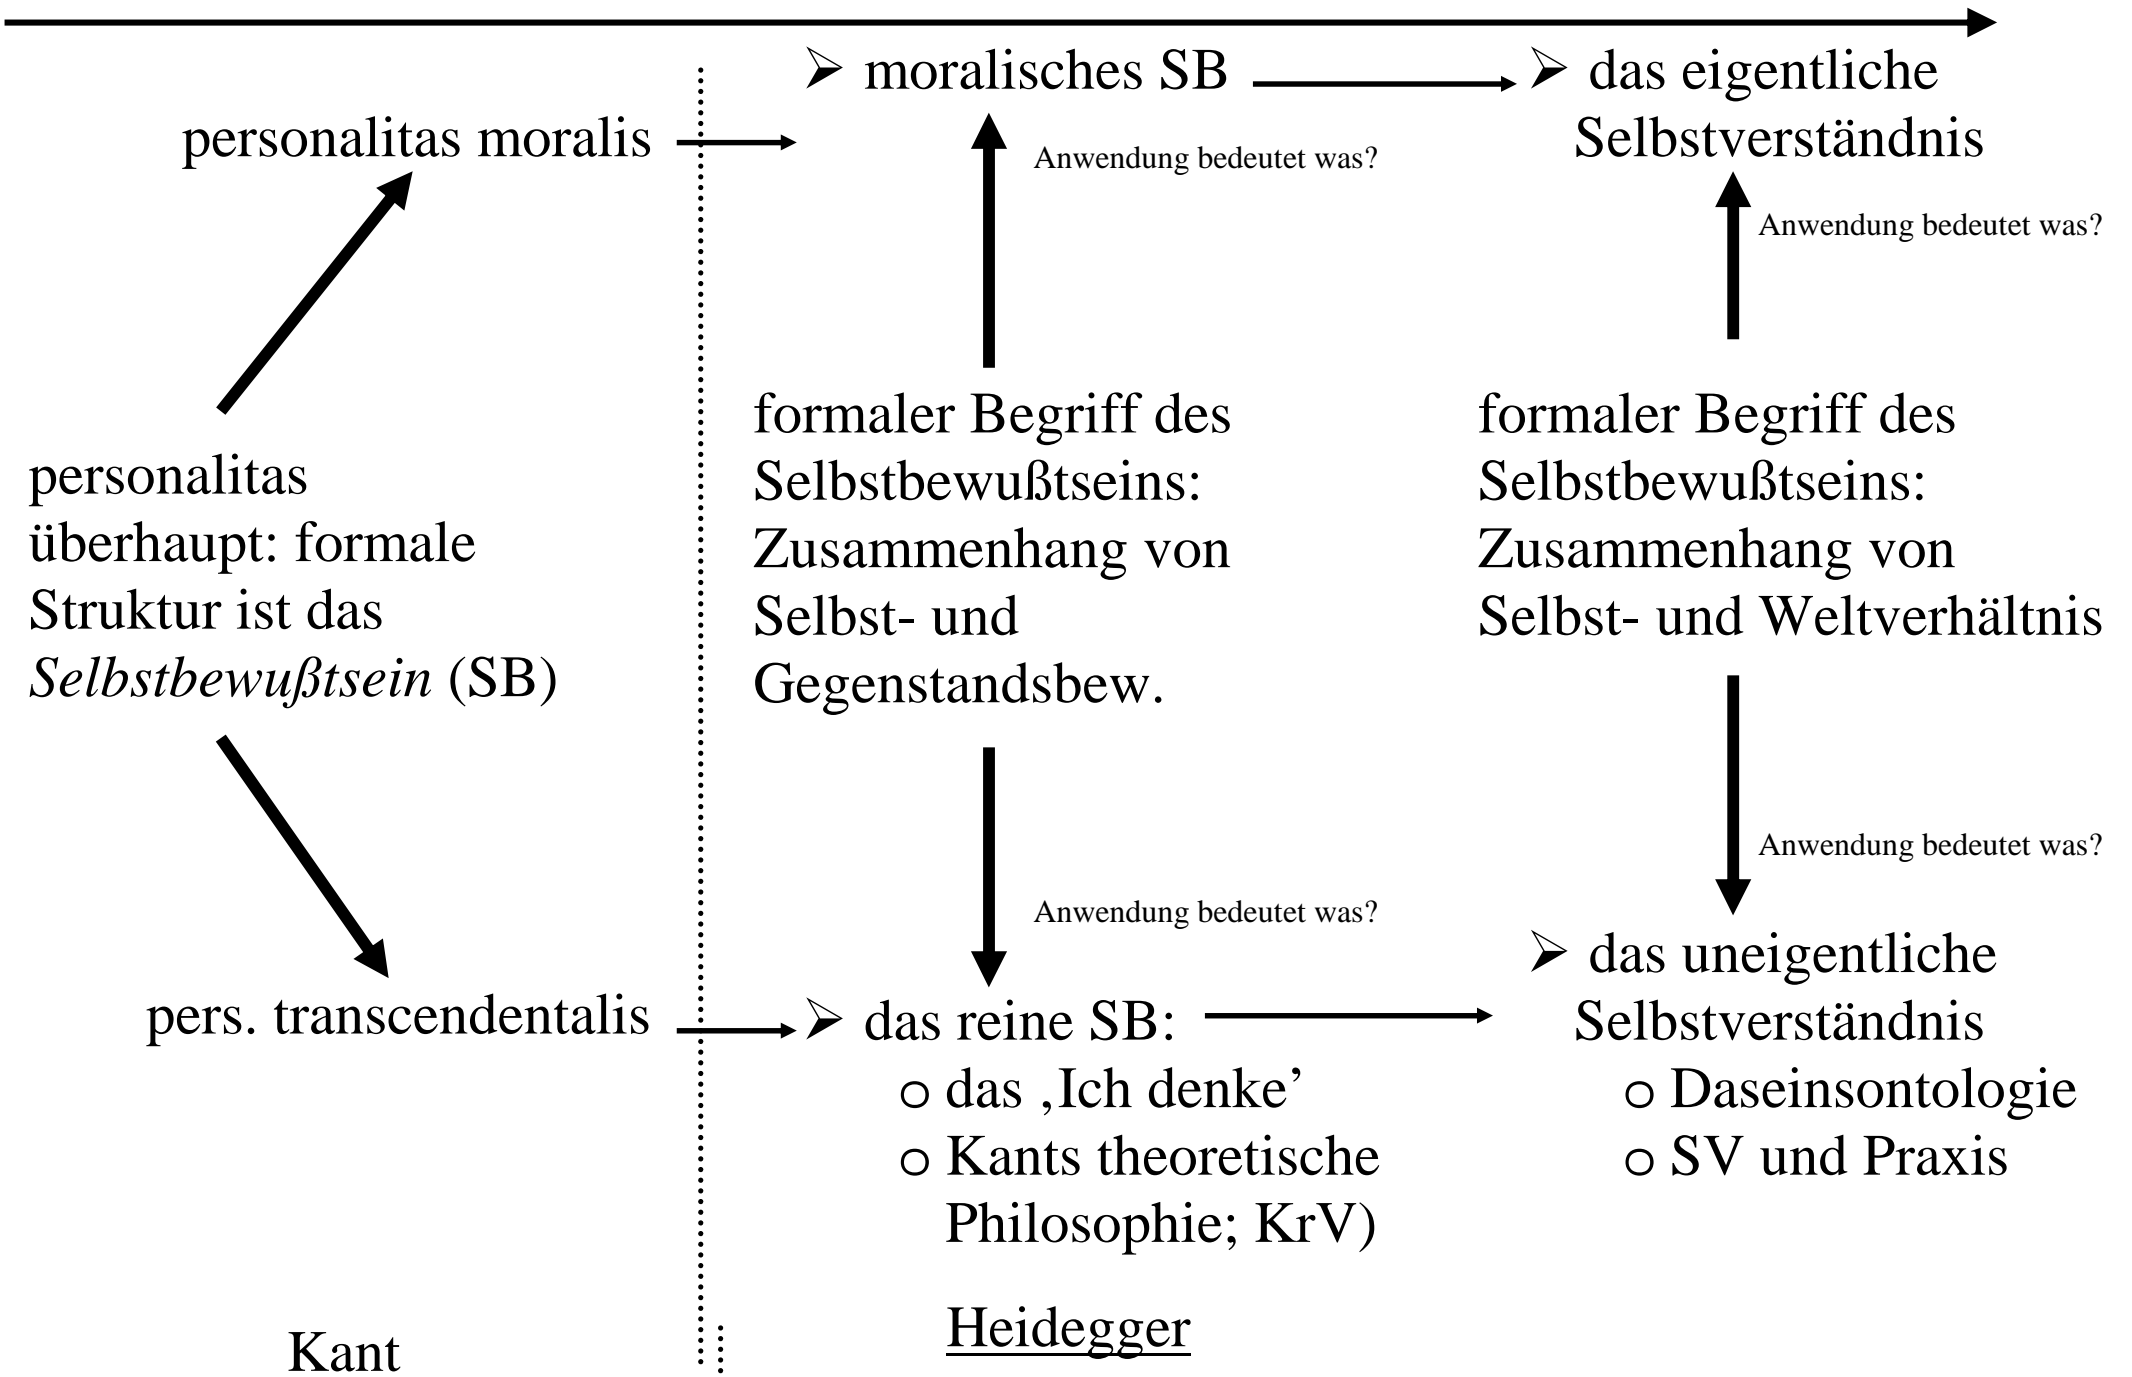 personalitas moralis
personalitas
überhaupt: formale
Struktur ist das
Selbstbewußtsein (SB)
pers. transcendentalis
Kant
➢ moralisches SB
Anwendung bedeutet was?
formaler Begriff des
Selbstbewußtseins:
Zusammenhang von
Selbst- und
Gegenstandsbew.
Anwendung bedeutet was?
➢ das reine SB:
o das ‚Ich denke’
o Kants theoretische
Philosophie; KrV)
Heidegger
➢ das eigentliche
Selbstverständnis
Anwendung bedeutet was?
formaler Begriff des
Selbstbewußtseins:
Zusammenhang von
Selbst- und Weltverhältnis
Anwendung bedeutet was?
➢ das uneigentliche
Selbstverständnis
o Daseinsontologie
o SV und Praxis